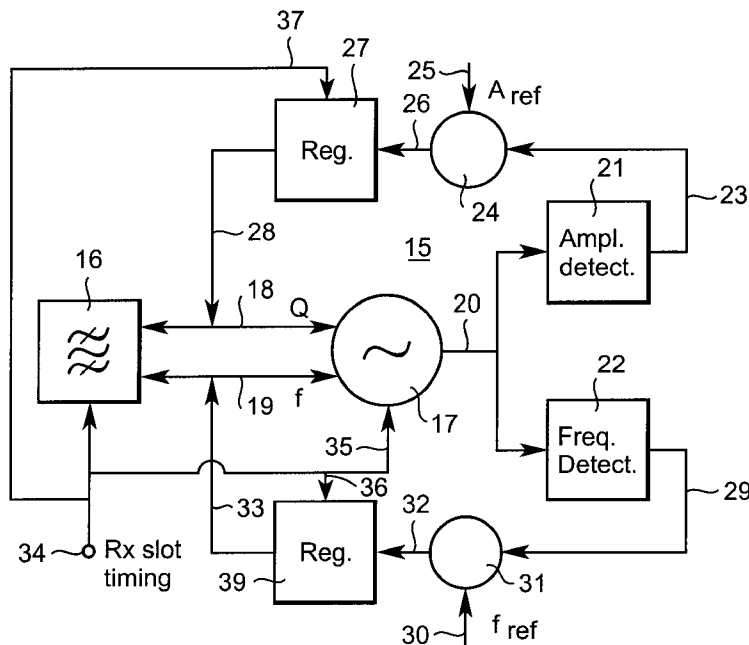 37
27
25
A ref
26
Reg.
24
21
23
Ampl.
detect.
28
15
16
18
Q
20
19
f
17
22
35
Freq.
Detect.
36
29
33
32
34
Rx slot
timing
Reg.
39
31
30
f ref